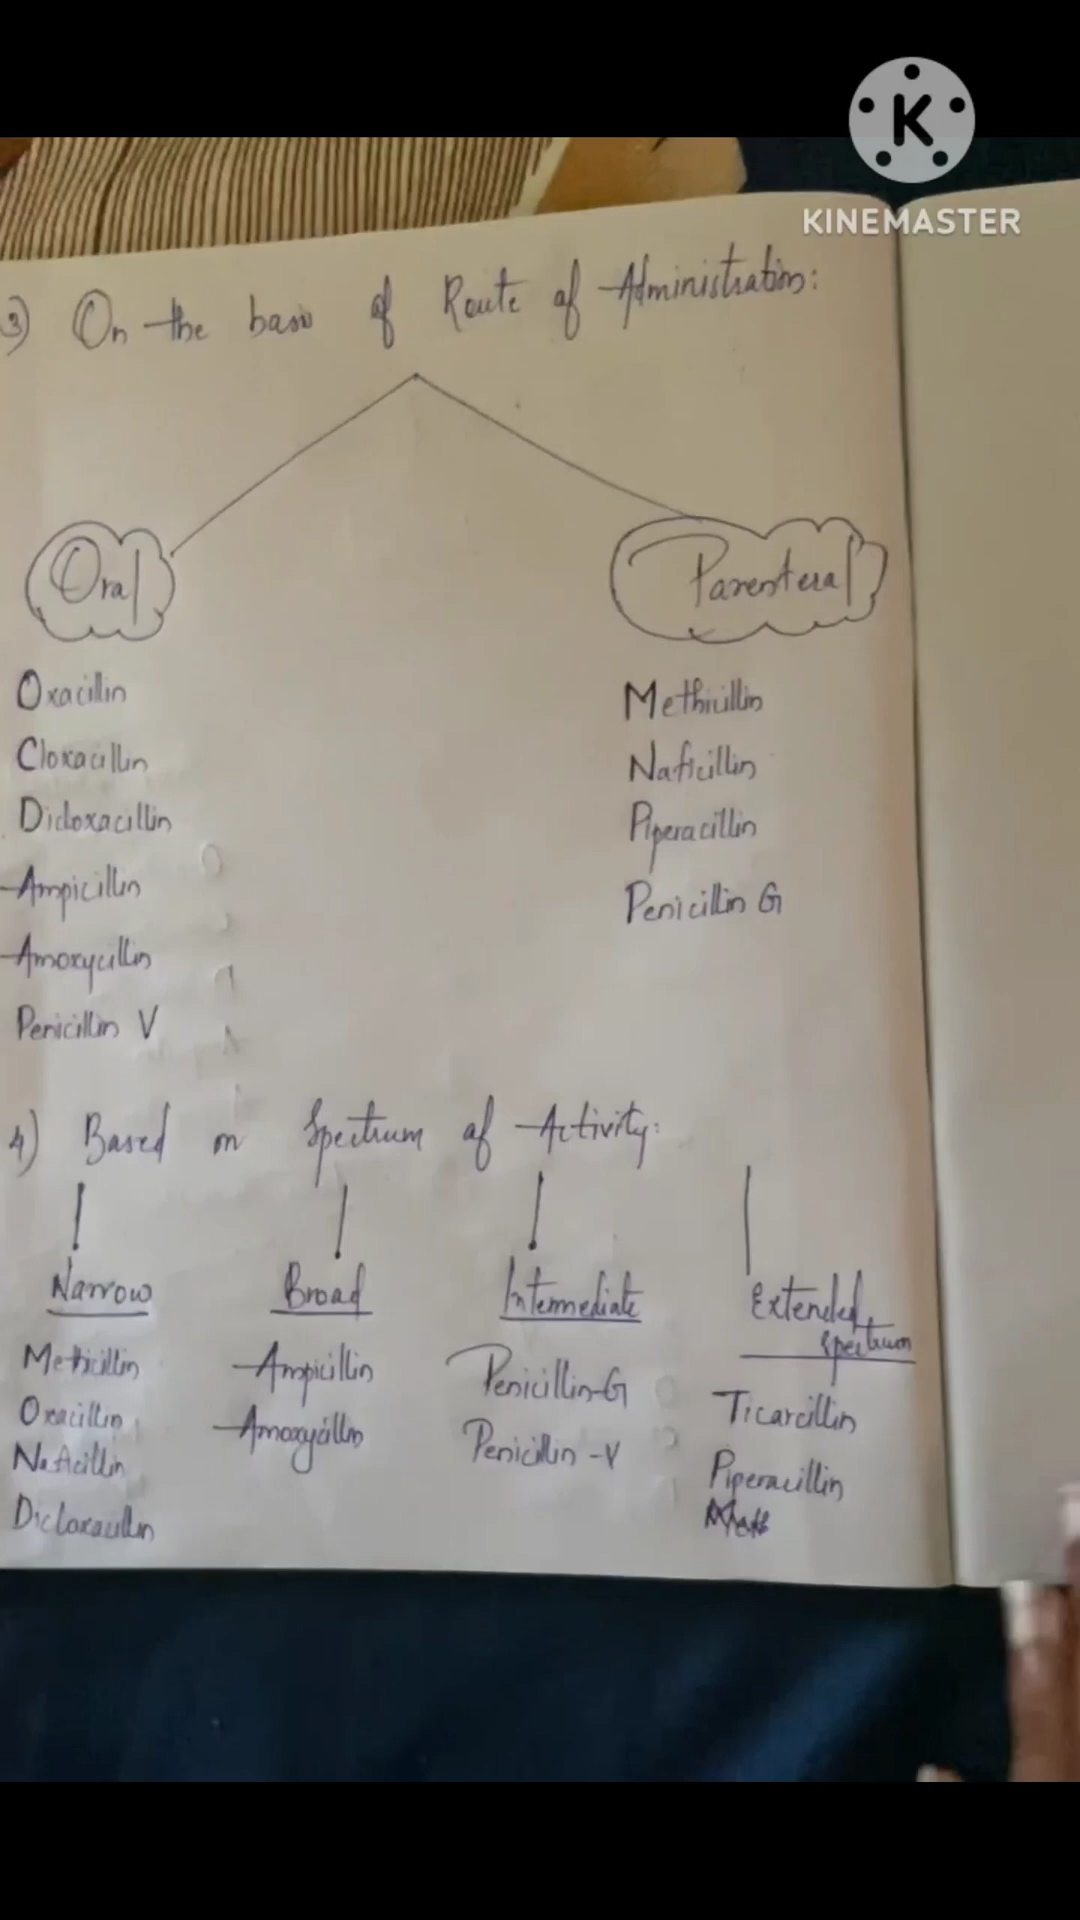 KINEMASTER
3) On the basis of Route of Administration:
Oral
Parenteral
Oxacillin
Cloxacillin
Dicloxacillin
Ampicillin
Amoxycillin
Penicillin V
Methicillin
Naficillin
Piperacillin
Penicillin G
4) Based on Spectrum of Activity:
Narrow
Methicillin
Oxacillin
Naficillin
Dicloxacillin
Broad
Ampicillin
Amoxycillin
Intermediate
Penicillin-G
Penicillin-V
Extended
spectrum
Ticarcillin
Piperacillin